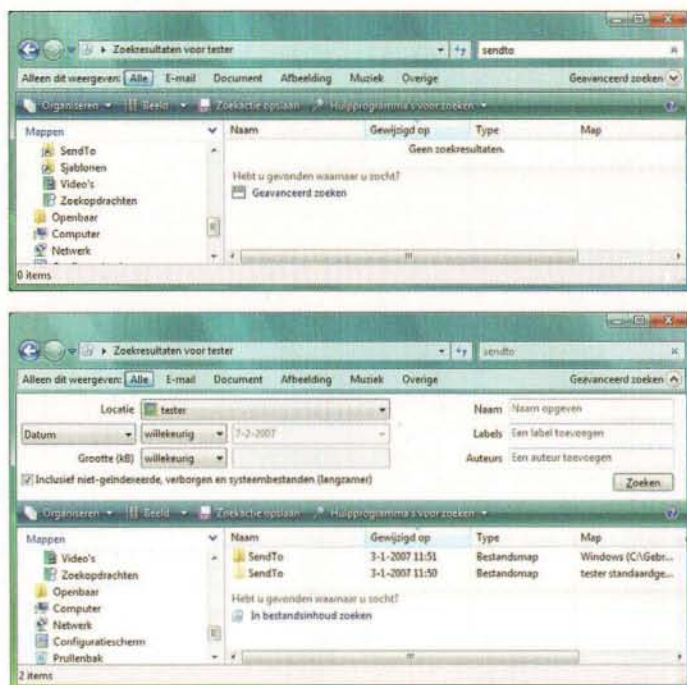 Zoekresultaten voor tester
sendto
Alleen dit weergeven: Alle E-mail Document Afbeelding Muziek Overige Geavanceerd zoeken
Organiseren Beeld Zoekactie opslaan Hulpprogramma's voor zoeken
Mappen Naam Gewijzigd op Type Map
SendTo Geen zoekresultaten.
Sjablonen
Video's Hebt u gevonden waarnaar u zocht?
Zoekopdrachten Geavanceerd zoeken
Openbaar
Computer
Netwerk
0 items
Zoekresultaten voor tester
sendto
Alleen dit weergeven: Alle E-mail Document Afbeelding Muziek Overige Geavanceerd zoeken
Locatie tester Naam Naam opgeven
Datum willekeurig 7-2-2007 Labels Een label toevoegen
Grootte (kB) willekeurig Auteurs Een auteur toevoegen
Inclusief niet-geïndexeerde, verborgen en systeembestanden (langzamer) Zoeken
Organiseren Beeld Zoekactie opslaan Hulpprogramma's voor zoeken
Mappen Naam Gewijzigd op Type Map
Video's SendTo 3-1-2007 11:51 Bestandsmap Windows (C:\Gebr...
Zoekopdrachten SendTo 3-1-2007 11:50 Bestandsmap tester standaardge...
Openbaar
Computer Hebt u gevonden waarnaar u zocht?
Netwerk In bestandsinhoud zoeken
Configuratiescherm
Prullenbak
2 items